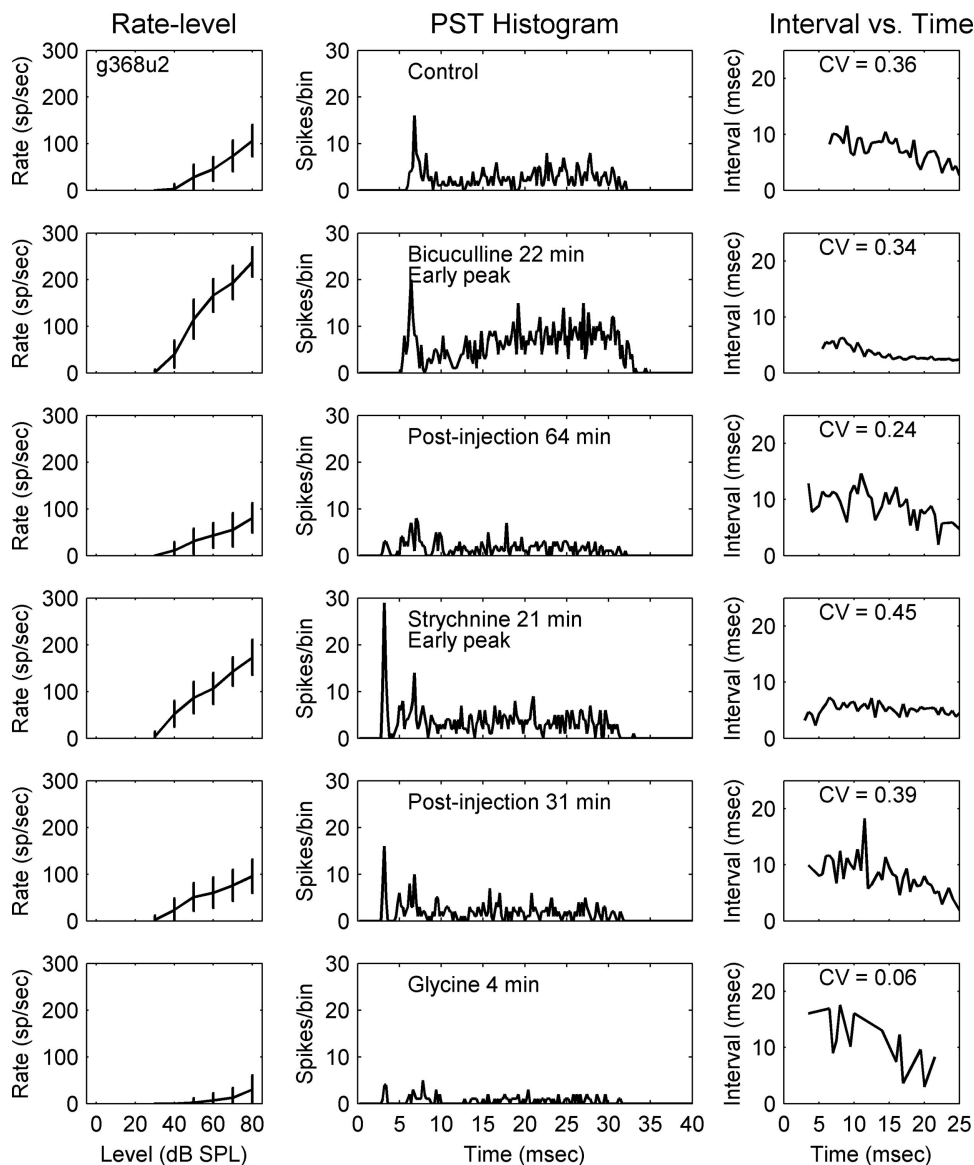 Rate-level
PST Histogram
Interval vs. Time
300
200
100
0
Rate (sp/sec)
g368u2
30
20
10
0
Spikes/bin
Control
20
10
0
Interval (msec)
CV = 0.36
300
200
100
0
Rate (sp/sec)
30
20
10
0
Spikes/bin
Bicuculline 22 min
Early peak
20
10
0
Interval (msec)
CV = 0.34
300
200
100
0
Rate (sp/sec)
30
20
10
0
Spikes/bin
Post-injection 64 min
20
10
0
Interval (msec)
CV = 0.24
300
200
100
0
Rate (sp/sec)
30
20
10
0
Spikes/bin
Strychnine 21 min
Early peak
20
10
0
Interval (msec)
CV = 0.45
300
200
100
0
Rate (sp/sec)
30
20
10
0
Spikes/bin
Post-injection 31 min
20
10
0
Interval (msec)
CV = 0.39
300
200
100
0
Rate (sp/sec)
0 20 40 60 80
Level (dB SPL)
30
20
10
0
Spikes/bin
Glycine 4 min
0 5 10 15 20 25 30 35 40
Time (msec)
20
10
0
Interval (msec)
CV = 0.06
0 5 10 15 20 25
Time (msec)